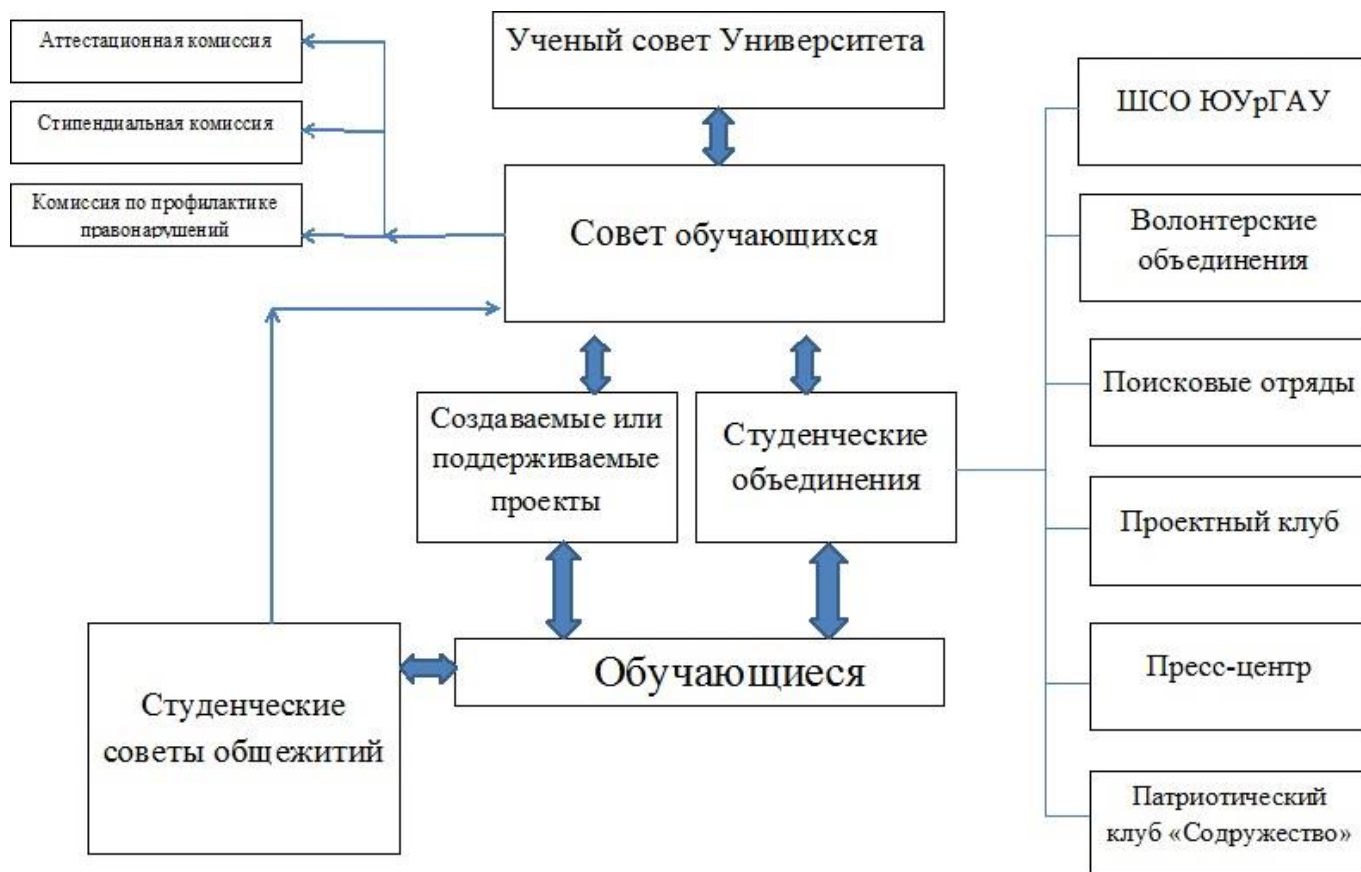 Аттестационная комиссия
Стипендиальная комиссия
Комиссия по профилактике
правонарушений
Ученый совет Университета
Совет обучающихся
Создаваемые или
поддерживаемые
проекты
Студенческие
объединения
Студенческие
советы общежитий
Обучающиеся
ШСО ЮУрГАУ
Волонтерские
объединения
Поисковые отряды
Проектный клуб
Пресс-центр
Патриотический
клуб «Содружество»